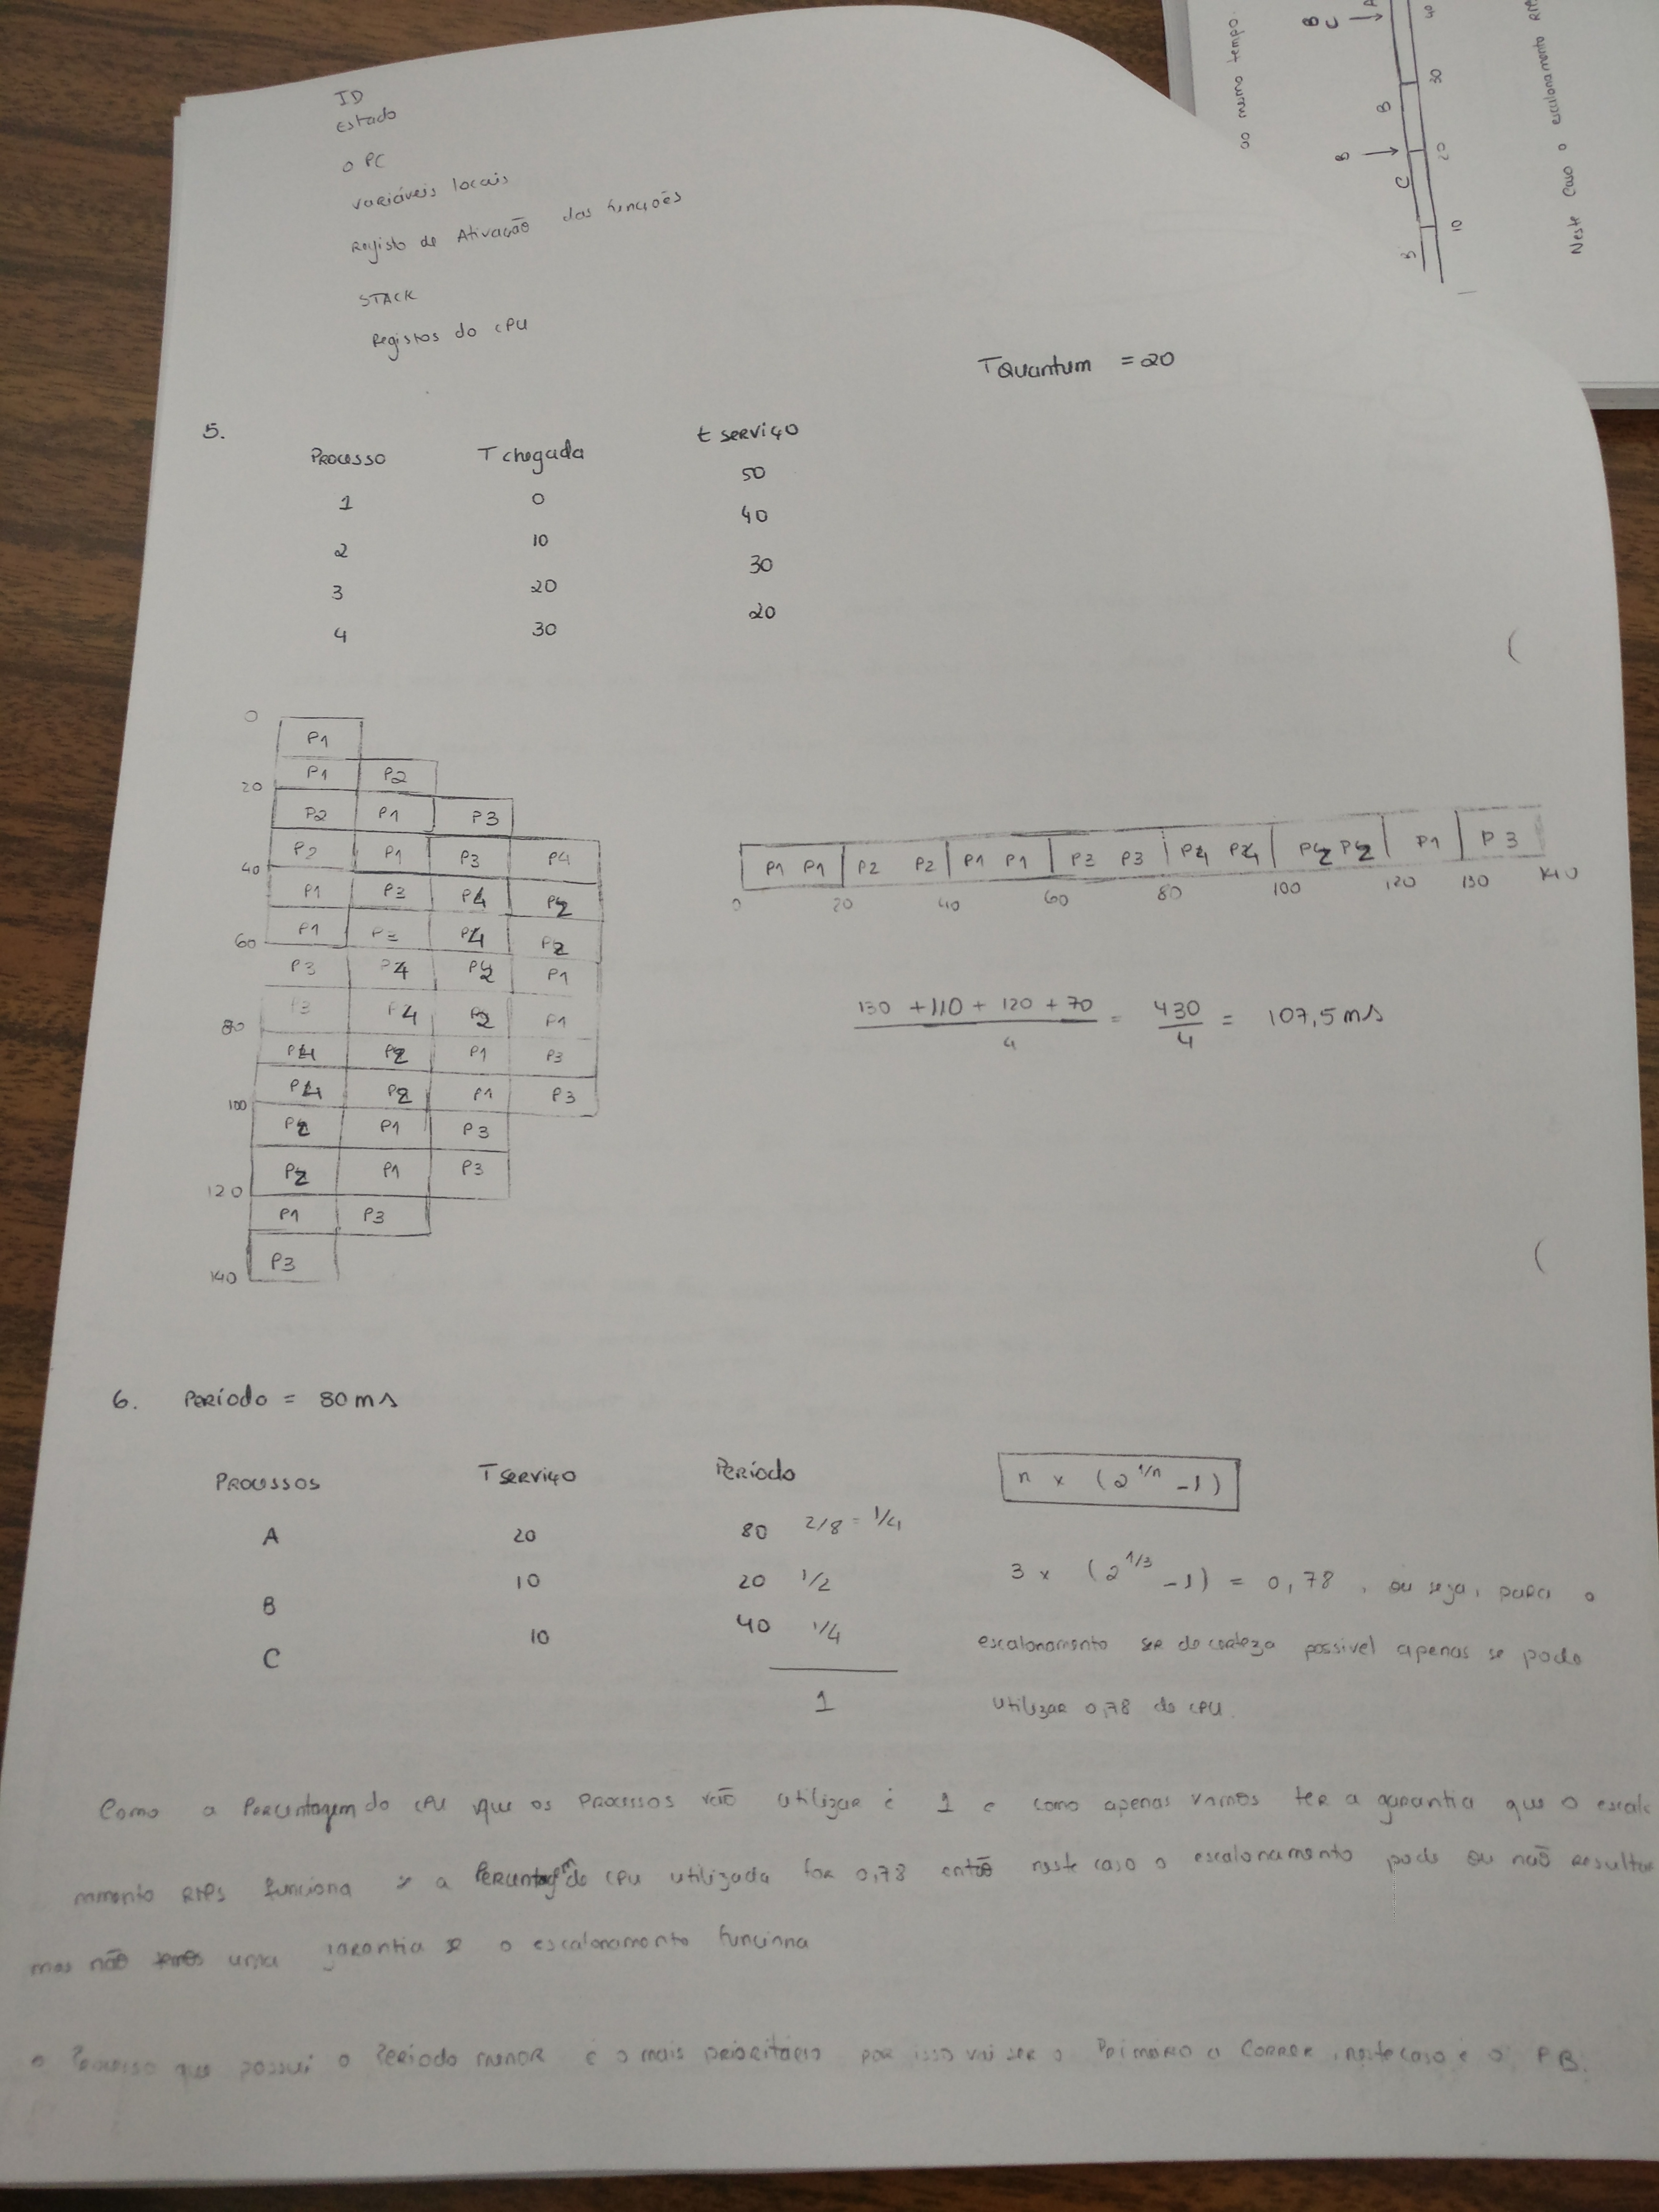 ID
Estado
o PC
variáveis locais
Registo de Ativação das funções
STACK
Registos do CPU
TQuantum = 20
5.
Processo T chegada t serviço
1 0 50
2 10 40
3 20 30
4 30 20
0
P1
P1 P2
20
P2 P1 P3
P2 P1 P3 P4
40
P1 P3 P4 P2
P1 P3 P4 P2
60
P3 P4 P2 P1
P3 P4 P2 P1
80
P4 P2 P1 P3
P4 P2 P1 P3
100
P2 P1 P3
P2 P1 P3
120
P1 P3
P3
140
P1 P1 P2 P2 P1 P1 P3 P3 P4 P4 P2 P2 P1 P3
0 20 40 60 80 100 120 130 140
130 + 110 + 120 + 70 / 4 = 430 / 4 = 107,5 ms
6. Período = 80 ms
Processos T serviço Período
A 20 80 2/8 = 1/4
B 10 20 1/2
C 10 40 1/4
1
n x (2^1/n - 1)
3 x (2^1/3 - 1) = 0,78, ou seja, para o
escalonamento ser de certeza possivel apenas se pode
utilizar 0,78 do CPU.
Como a Percentagem do CPU que os Processos vão utilizar é 1 e como apenas vamos ter a garantia que o escalo
namento RMPs funciona se a Percentagem de CPU utilizada for 0,78 então neste caso o escalonamento pode ou não resultar
mas não uma garantia se o escalonamento funciona
o Processo que possui o Período menor é o mais prioritário por isso vai ser o Primeiro a Correr, neste caso é o PB.
ao mesmo tempo.
B
C
A
B C B
B
10 20 30 40
Neste Caso o escalonamento